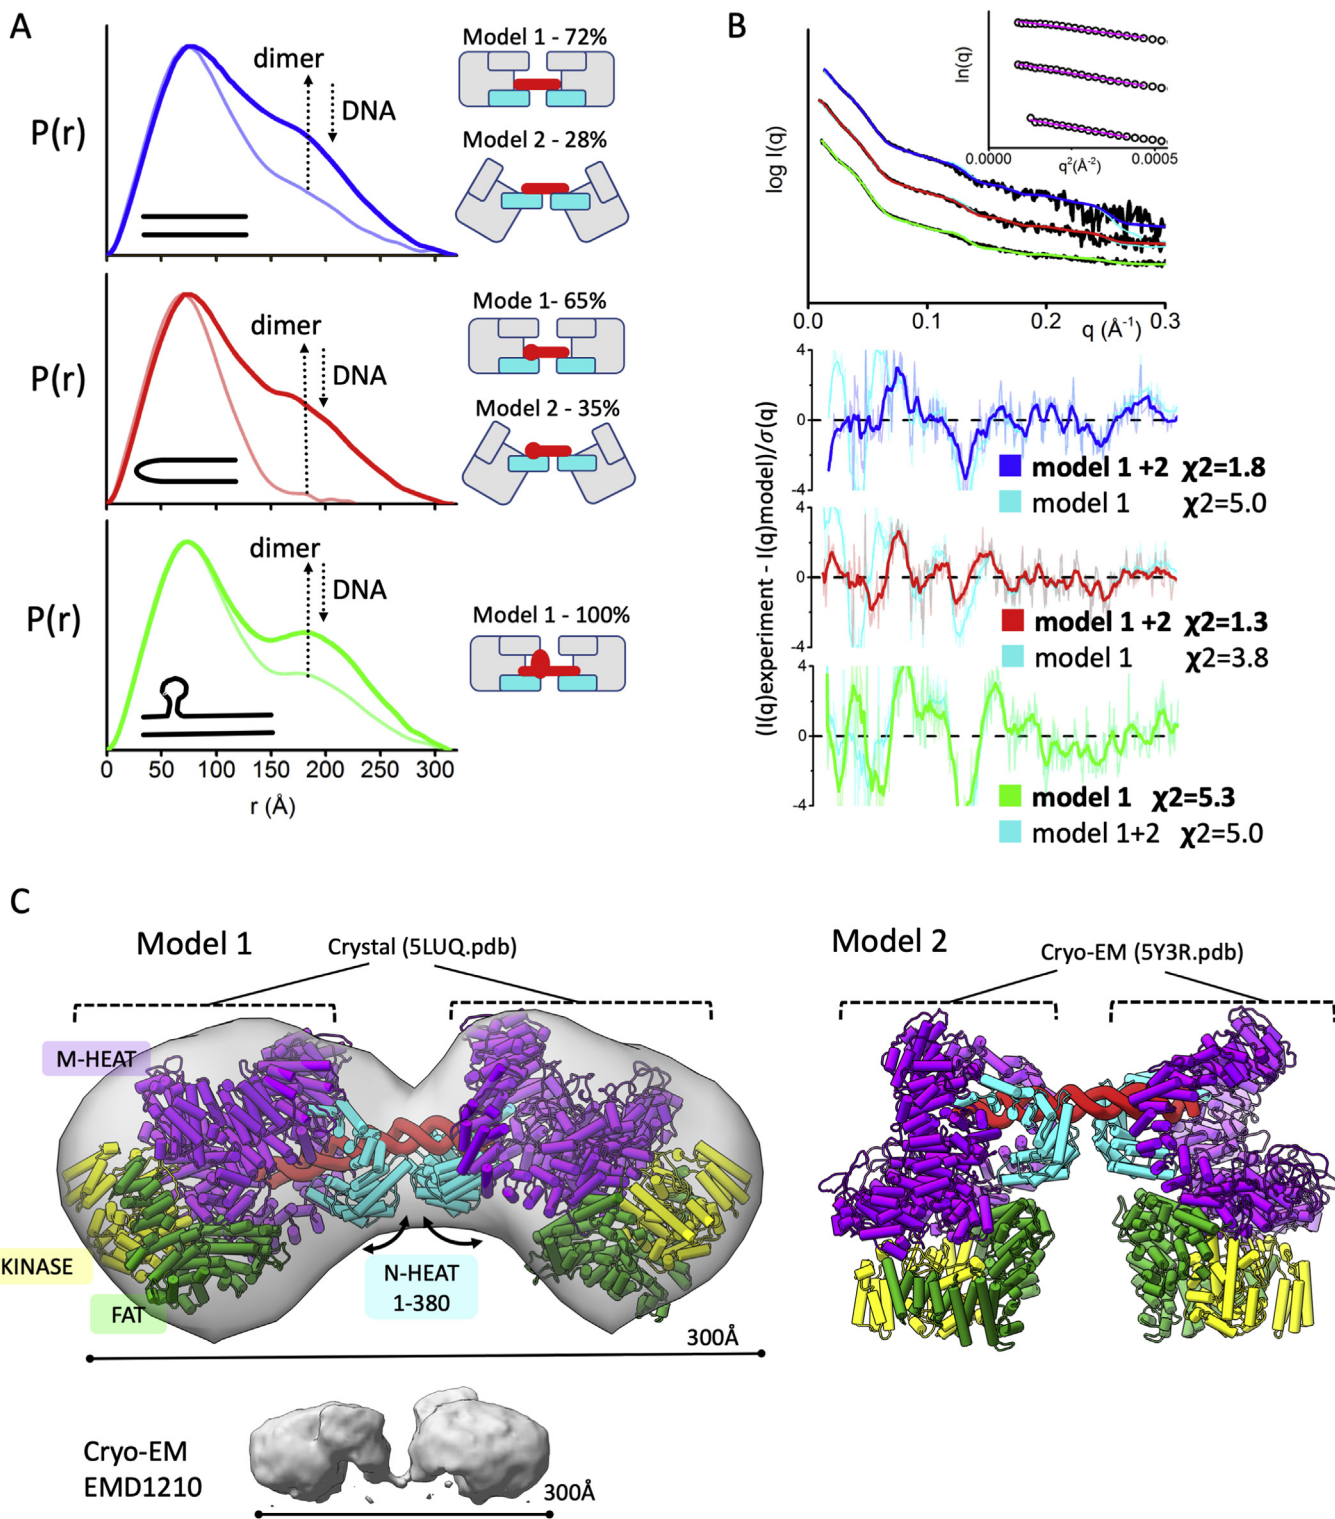 A
P(r)
dimer
DNA
Model 1 - 72%
Model 2 - 28%
P(r)
dimer
DNA
Mode 1- 65%
Model 2 - 35%
P(r)
dimer
DNA
Model 1 - 100%
0 50 100 150 200 250 300
r (Å)
B
log I(q)
ln(q)
0.0000 0.0005
q²(Å⁻²)
0.0 0.1 0.2 0.3
q (Å⁻¹)
(I(q)experiment - I(q)model)/σ(q)
4
0
-4
model 1 +2 χ2=1.8
model 1 χ2=5.0
4
0
-4
model 1 +2 χ2=1.3
model 1 χ2=3.8
4
0
-4
model 1 χ2=5.3
model 1+2 χ2=5.0
C
Model 1
Crystal (5LUQ.pdb)
M-HEAT
KINASE
FAT
N-HEAT
1-380
300Å
Model 2
Cryo-EM (5Y3R.pdb)
Cryo-EM
EMD1210
300Å